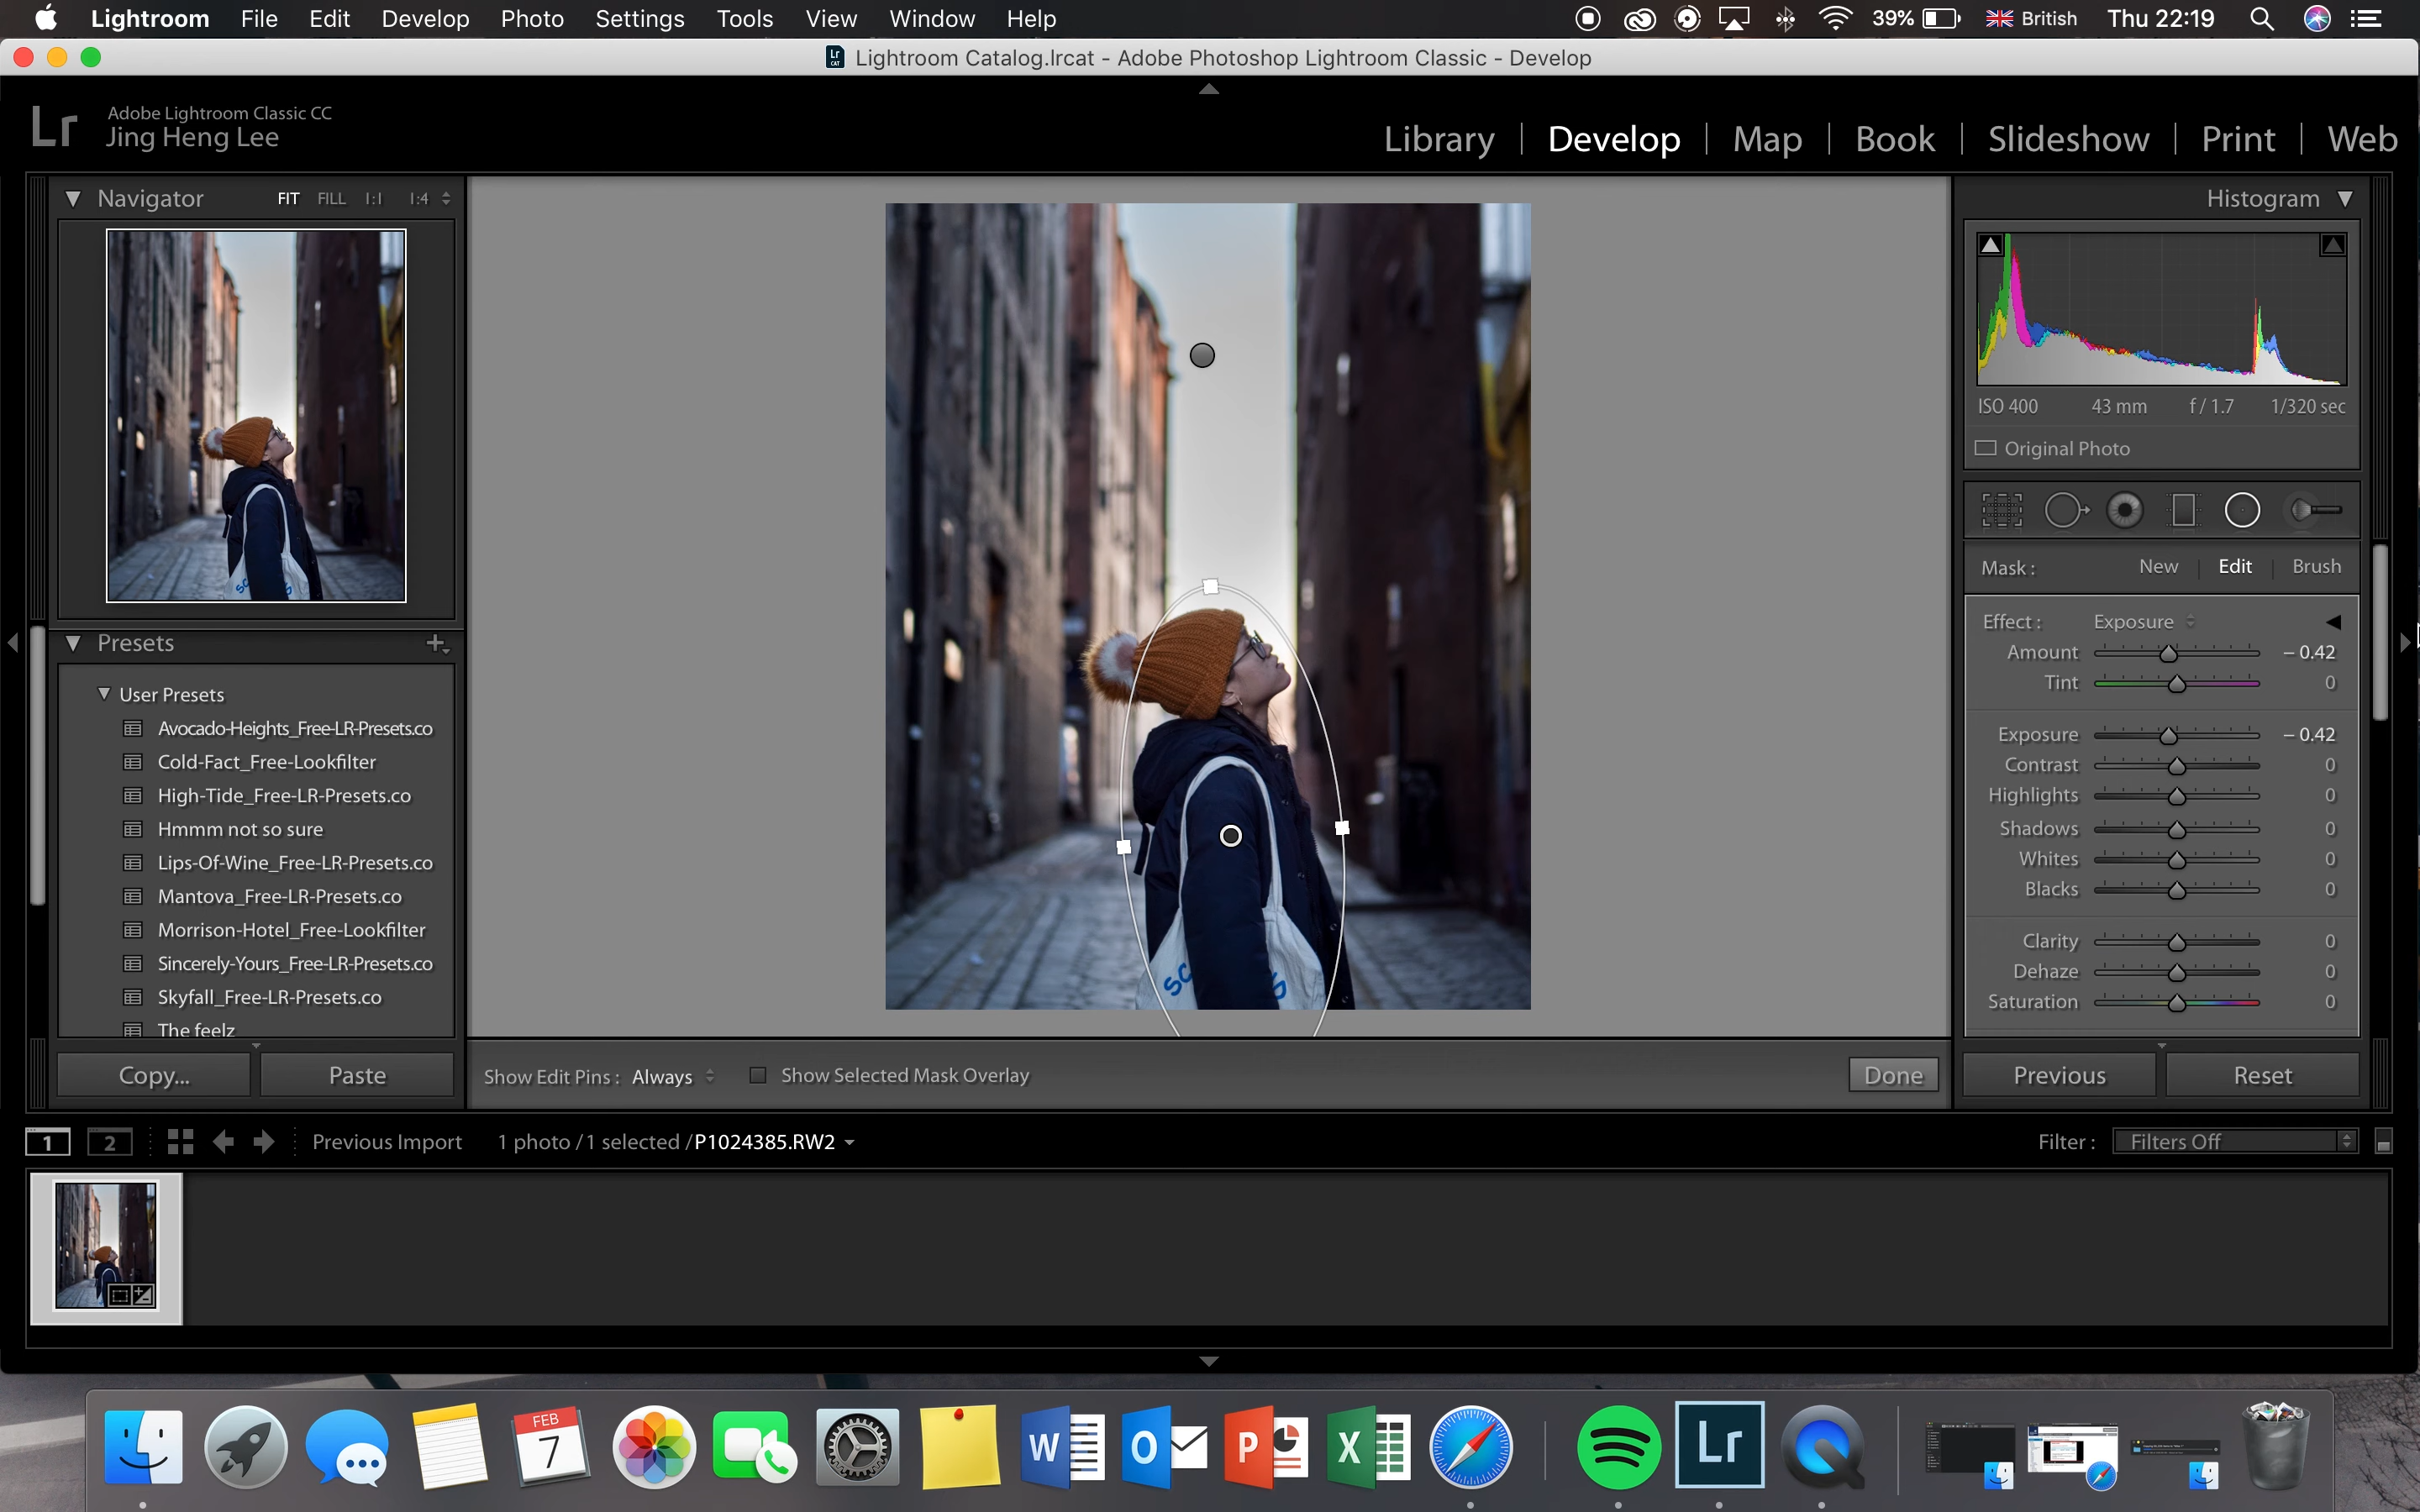 Lightroom File Edit Develop Photo Settings Tools View Window Help 39% British Thu 22:19
Lr CAT Lightroom Catalog.lrcat - Adobe Photoshop Lightroom Classic - Develop
Lr Adobe Lightroom Classic CC
Jing Heng Lee
Library | Develop | Map | Book | Slideshow | Print | Web
Navigator FIT FILL 1:1 1:4
Histogram
ISO 400 43 mm f / 1.7 1/320 sec
Original Photo
Mask : New Edit Brush
Effect : Exposure
Amount – 0.42
Tint 0
Exposure – 0.42
Contrast 0
Highlights 0
Shadows 0
Whites 0
Blacks 0
Clarity 0
Dehaze 0
Saturation 0
Presets
User Presets
Avocado-Heights_Free-LR-Presets.co
Cold-Fact_Free-Lookfilter
High-Tide_Free-LR-Presets.co
Hmmm not so sure
Lips-Of-Wine_Free-LR-Presets.co
Mantova_Free-LR-Presets.co
Morrison-Hotel_Free-Lookfilter
Sincerely-Yours_Free-LR-Presets.co
Skyfall_Free-LR-Presets.co
The feelz
SC
Copy... Paste Show Edit Pins : Always Show Selected Mask Overlay Done Previous Reset
1 2 Previous Import 1 photo / 1 selected / P1024385.RW2 Filter : Filters Off
FEB
7
W O P X Lr